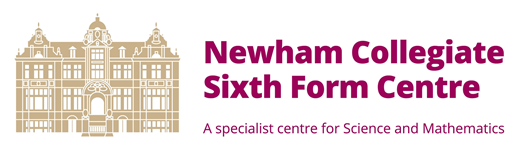 Newham Collegiate
Sixth Form Centre
A specialist centre for Science and Mathematics